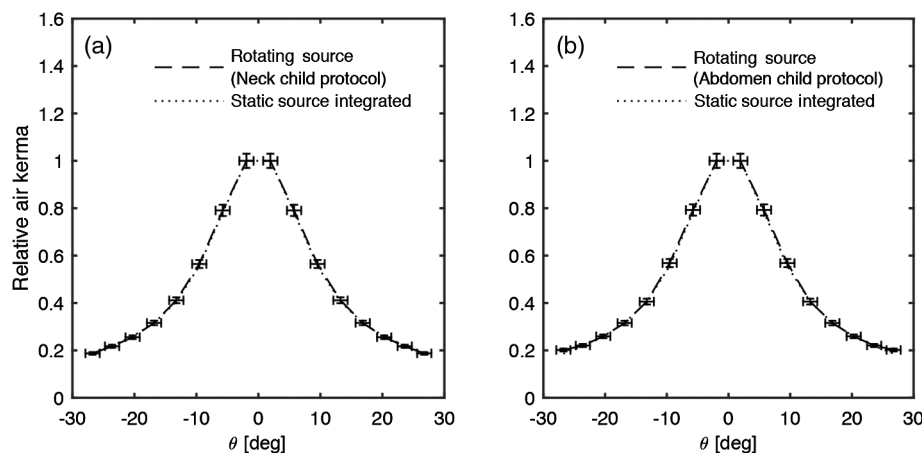 (a)
Rotating source
(Neck child protocol)
Static source integrated
Relative air kerma
1.6
1.4
1.2
1
0.8
0.6
0.4
0.2
0
-30 -20 -10 0 10 20 30
θ [deg]
(b)
Rotating source
(Abdomen child protocol)
Static source integrated
1.6
1.4
1.2
1
0.8
0.6
0.4
0.2
0
-30 -20 -10 0 10 20 30
θ [deg]